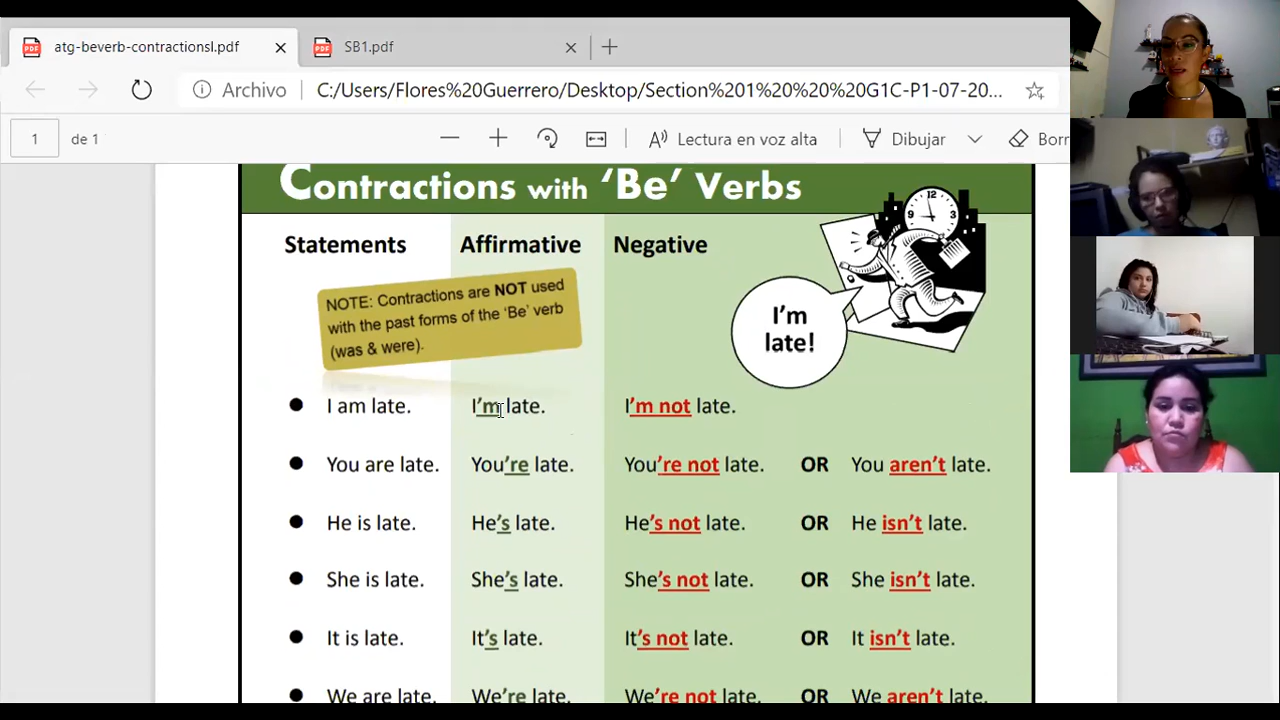 atg-beverb-contractionsl.pdf
SB1.pdf
Archivo
C:/Users/Flores%20Guerrero/Desktop/Section%201%20%20%20G1C-P1-07-20...
1 de 1
Lectura en voz alta
Dibujar
Borr
Contractions with ‘Be’ Verbs
Statements Affirmative Negative
NOTE: Contractions are NOT used
with the past forms of the ‘Be’ verb
(was & were).
12
9 3
I’m
late!
I am late. I’m late. I’m not late.
You are late. You’re late. You’re not late. OR You aren’t late.
He is late. He’s late. He’s not late. OR He isn’t late.
She is late. She’s late. She’s not late. OR She isn’t late.
It is late. It’s late. It’s not late. OR It isn’t late.
We are late. We’re late. We’re not late. OR We aren’t late.